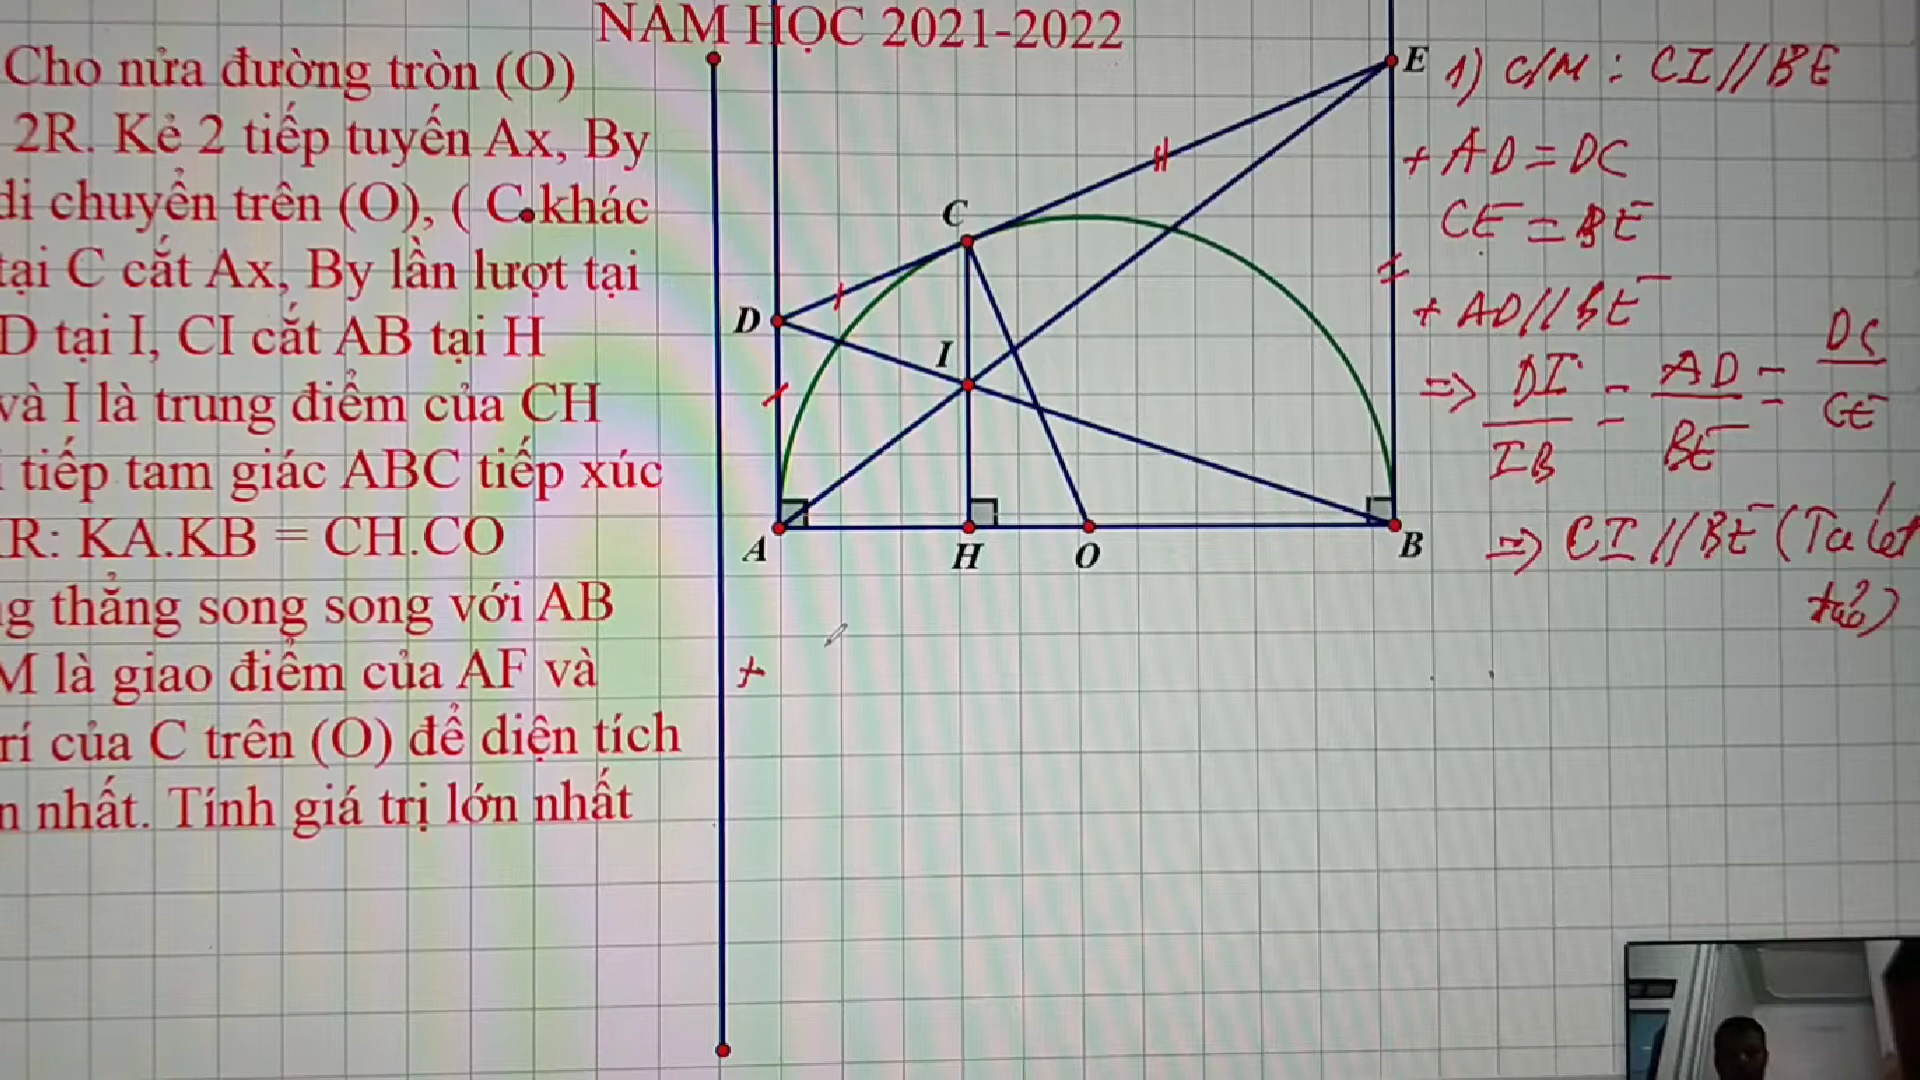 NĂM HỌC 2021-2022
Cho nửa đường tròn (O)
2R. Kẻ 2 tiếp tuyến Ax, By
di chuyển trên (O), ( C khác
tại C cắt Ax, By lần lượt tại
D tại I, CI cắt AB tại H
và I là trung điểm của CH
tiếp tam giác ABC tiếp xúc
R: KA.KB = CH.CO
g thẳng song song với AB
M là giao điểm của AF và
rí của C trên (O) để diện tích
n nhất. Tính giá trị lớn nhất
E
C
D
I
A
H
O
B
1) C/M : CI//BE
+ AD = DC
CE = BE
+ AD//BE
=> DI/IB = AD/BE = DC/CE
=> CI//BE (Ta lét
đảo)
+